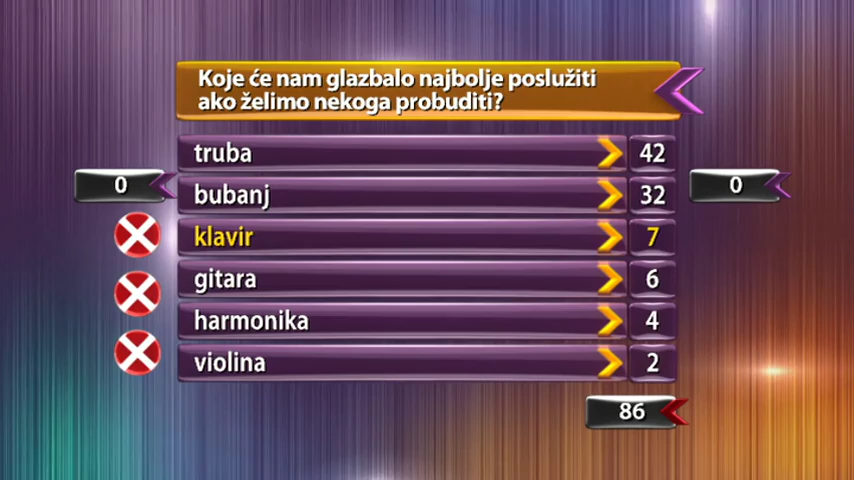 Koje će nam glazbalo najbolje poslužiti
ako želimo nekoga probuditi?
truba 42
0
bubanj 32
0
klavir 7
gitara 6
harmonika 4
violina 2
86